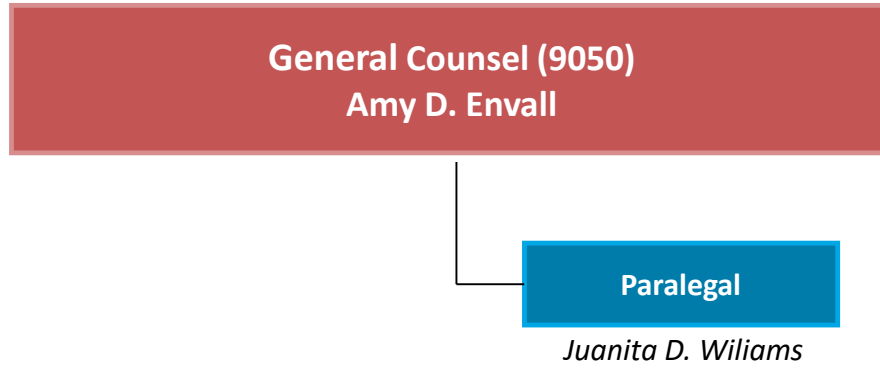 General Counsel (9050)
Amy D. Envall
Paralegal
Juanita D. Wiliams